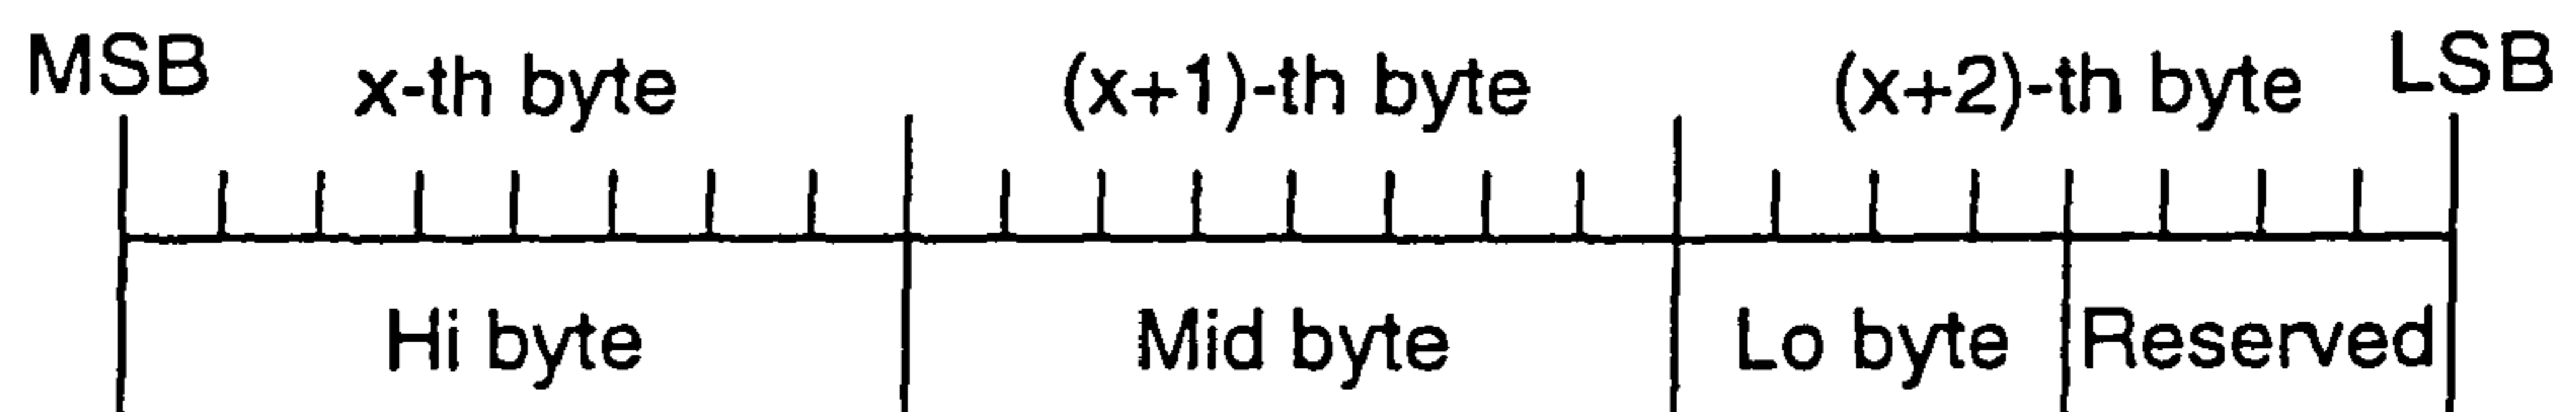 MSB x-th byte (x+1)-th byte (x+2)-th byte LSB
Hi byte Mid byte Lo byte Reserved